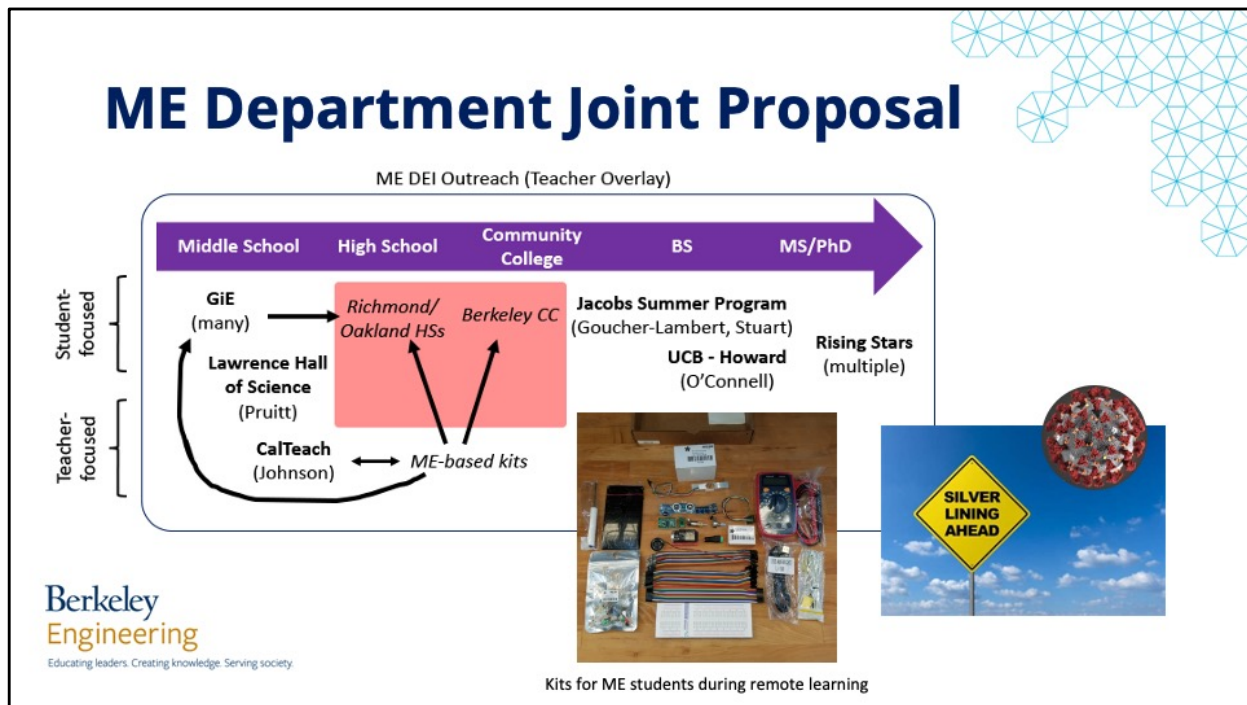 ME Department Joint Proposal
ME DEI Outreach (Teacher Overlay)
Middle School
High School
Community
College
BS
MS/PhD
Student-
focused
GiE
(many)
Richmond/
Oakland HSs
Berkeley CC
Jacobs Summer Program
(Goucher-Lambert, Stuart)
UCB - Howard
(O'Connell)
Rising Stars
(multiple)
Lawrence Hall
of Science
(Pruitt)
Teacher-
focused
CalTeach
(Johnson)
ME-based kits
SILVER
LINING
AHEAD
Berkeley
Engineering
Educating leaders. Creating knowledge. Serving society.
Kits for ME students during remote learning